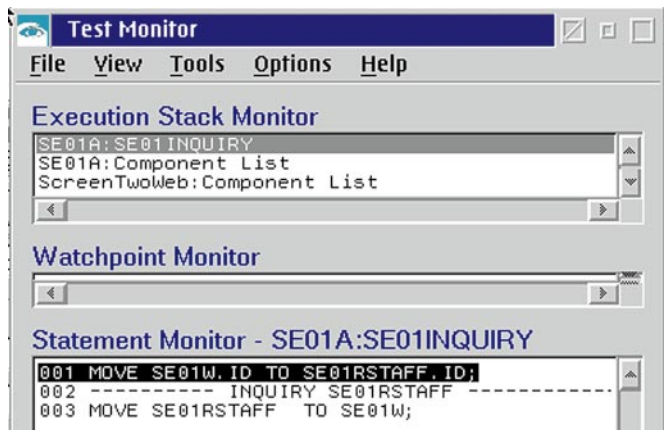 Test Monitor
File View Tools Options Help
Execution Stack Monitor
SE01A:SE01INQUIRY
SE01A:Component List
ScreenTwoWeb:Component List
Watchpoint Monitor
Statement Monitor - SE01A:SE01INQUIRY
001 MOVE SE01W.ID TO SE01RSTAFF.ID;
002 ---------- INQUIRY SE01RSTAFF ------------
003 MOVE SE01RSTAFF  TO SE01W;